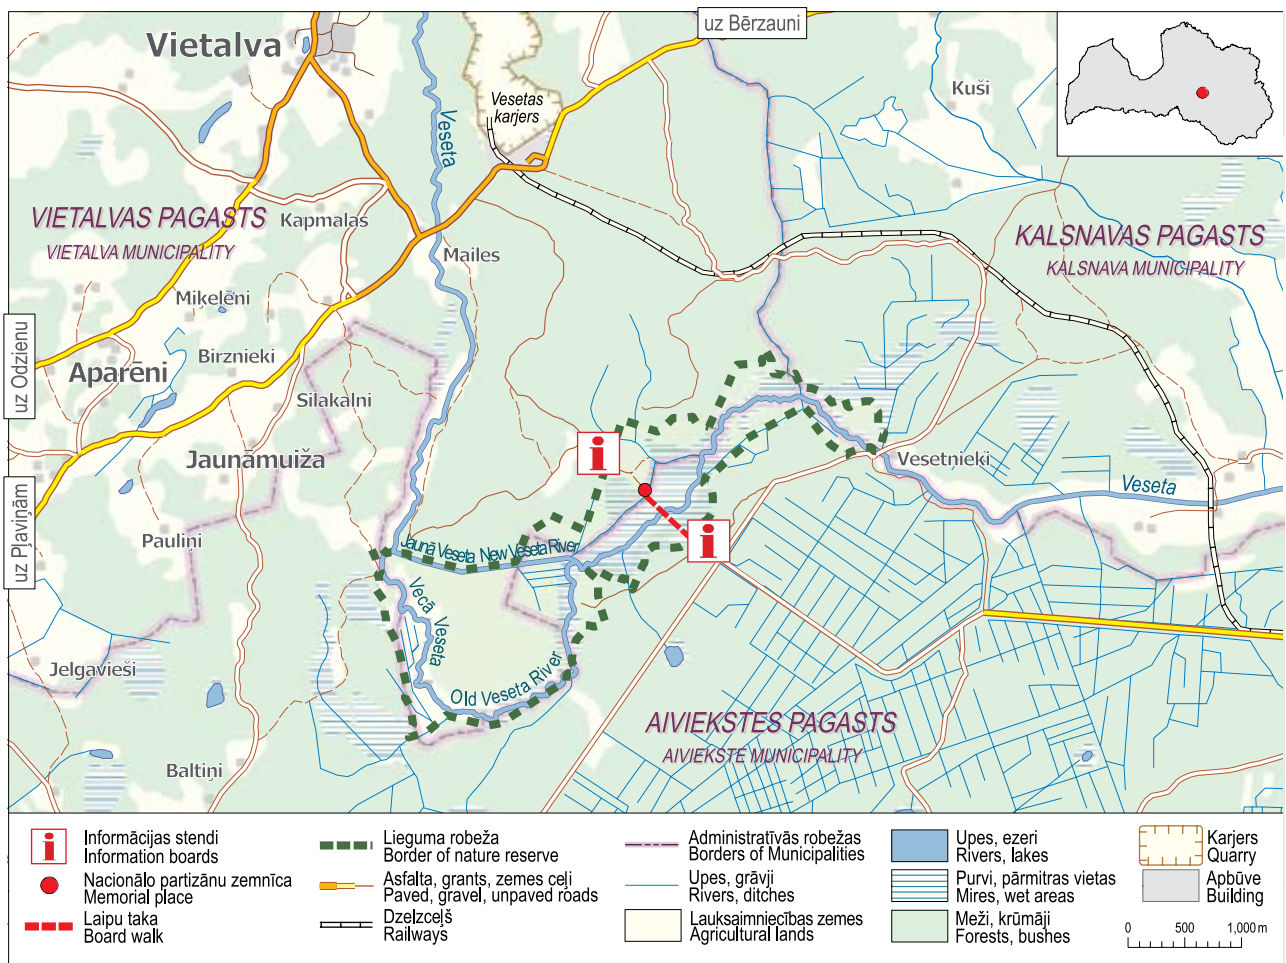 uz Bērzauni
Vietalva
Veseta
Vesetas
karjers
Kuši
VIETALVAS PAGASTS
VIETALVA MUNICIPALITY
Kapmalas
Mailes
KALSNAVAS PAGASTS
KALSNAVA MUNICIPALITY
Miķelēni
uz Odzienu
Aparēni
Birznieki
Silakalni
Jaunāmuiža
Vesetnieki
Veseta
uz Pļaviņām
Pauliņi
Jaunā Veseta New Veseta River
Vecā Veseta
Old Veseta River
Jelgavieši
Baltiņi
AIVIEKSTES PAGASTS
AIVIEKSTE MUNICIPALITY
Informācijas stendi
Information boards
Nacionālo partizānu zemnīca
Memorial place
Laipu taka
Board walk
Lieguma robeža
Border of nature reserve
Asfalta, grants, zemes ceļi
Paved, gravel, unpaved roads
Dzelzceļš
Railways
Administratīvās robežas
Borders of Municipalities
Upes, grāvji
Rivers, ditches
Lauksaimniecības zemes
Agricultural lands
Upes, ezeri
Rivers, lakes
Purvi, pārmitras vietas
Mires, wet areas
Meži, krūmāji
Forests, bushes
Karjers
Quarry
Apbūve
Building
0 500 1,000 m